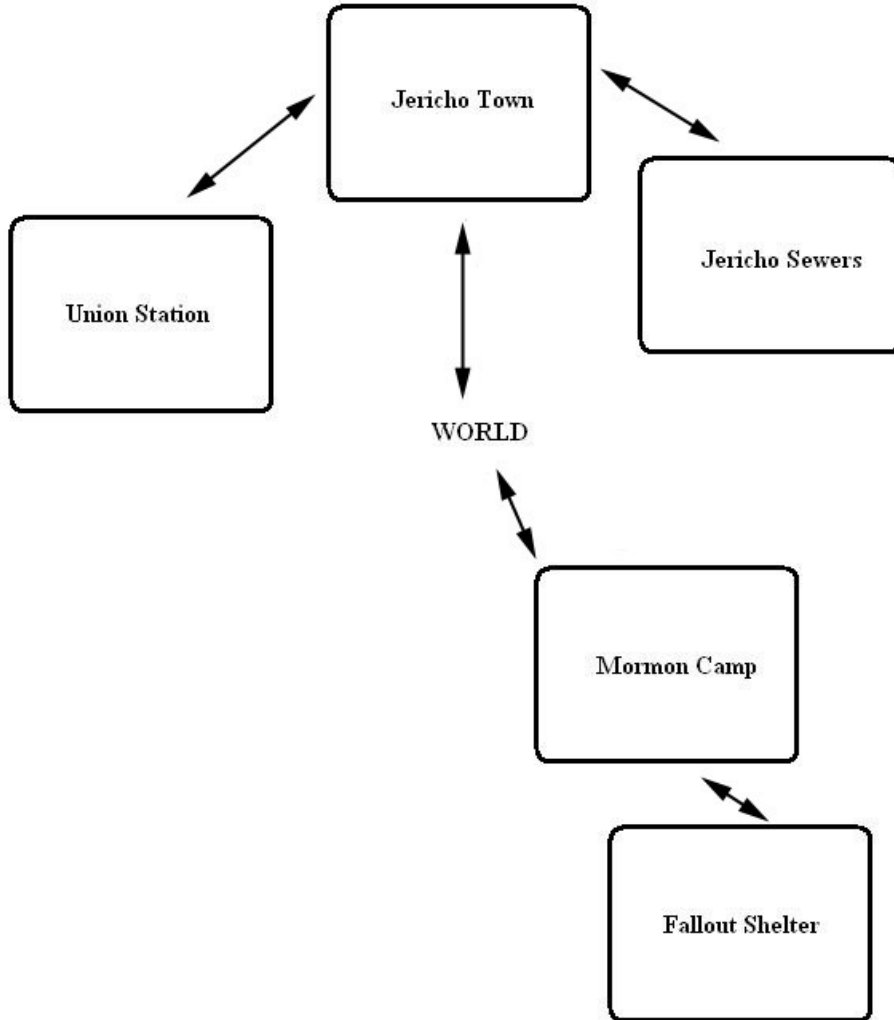 Jericho Town
Jericho Sewers
Union Station
WORLD
Mormon Camp
Fallout Shelter